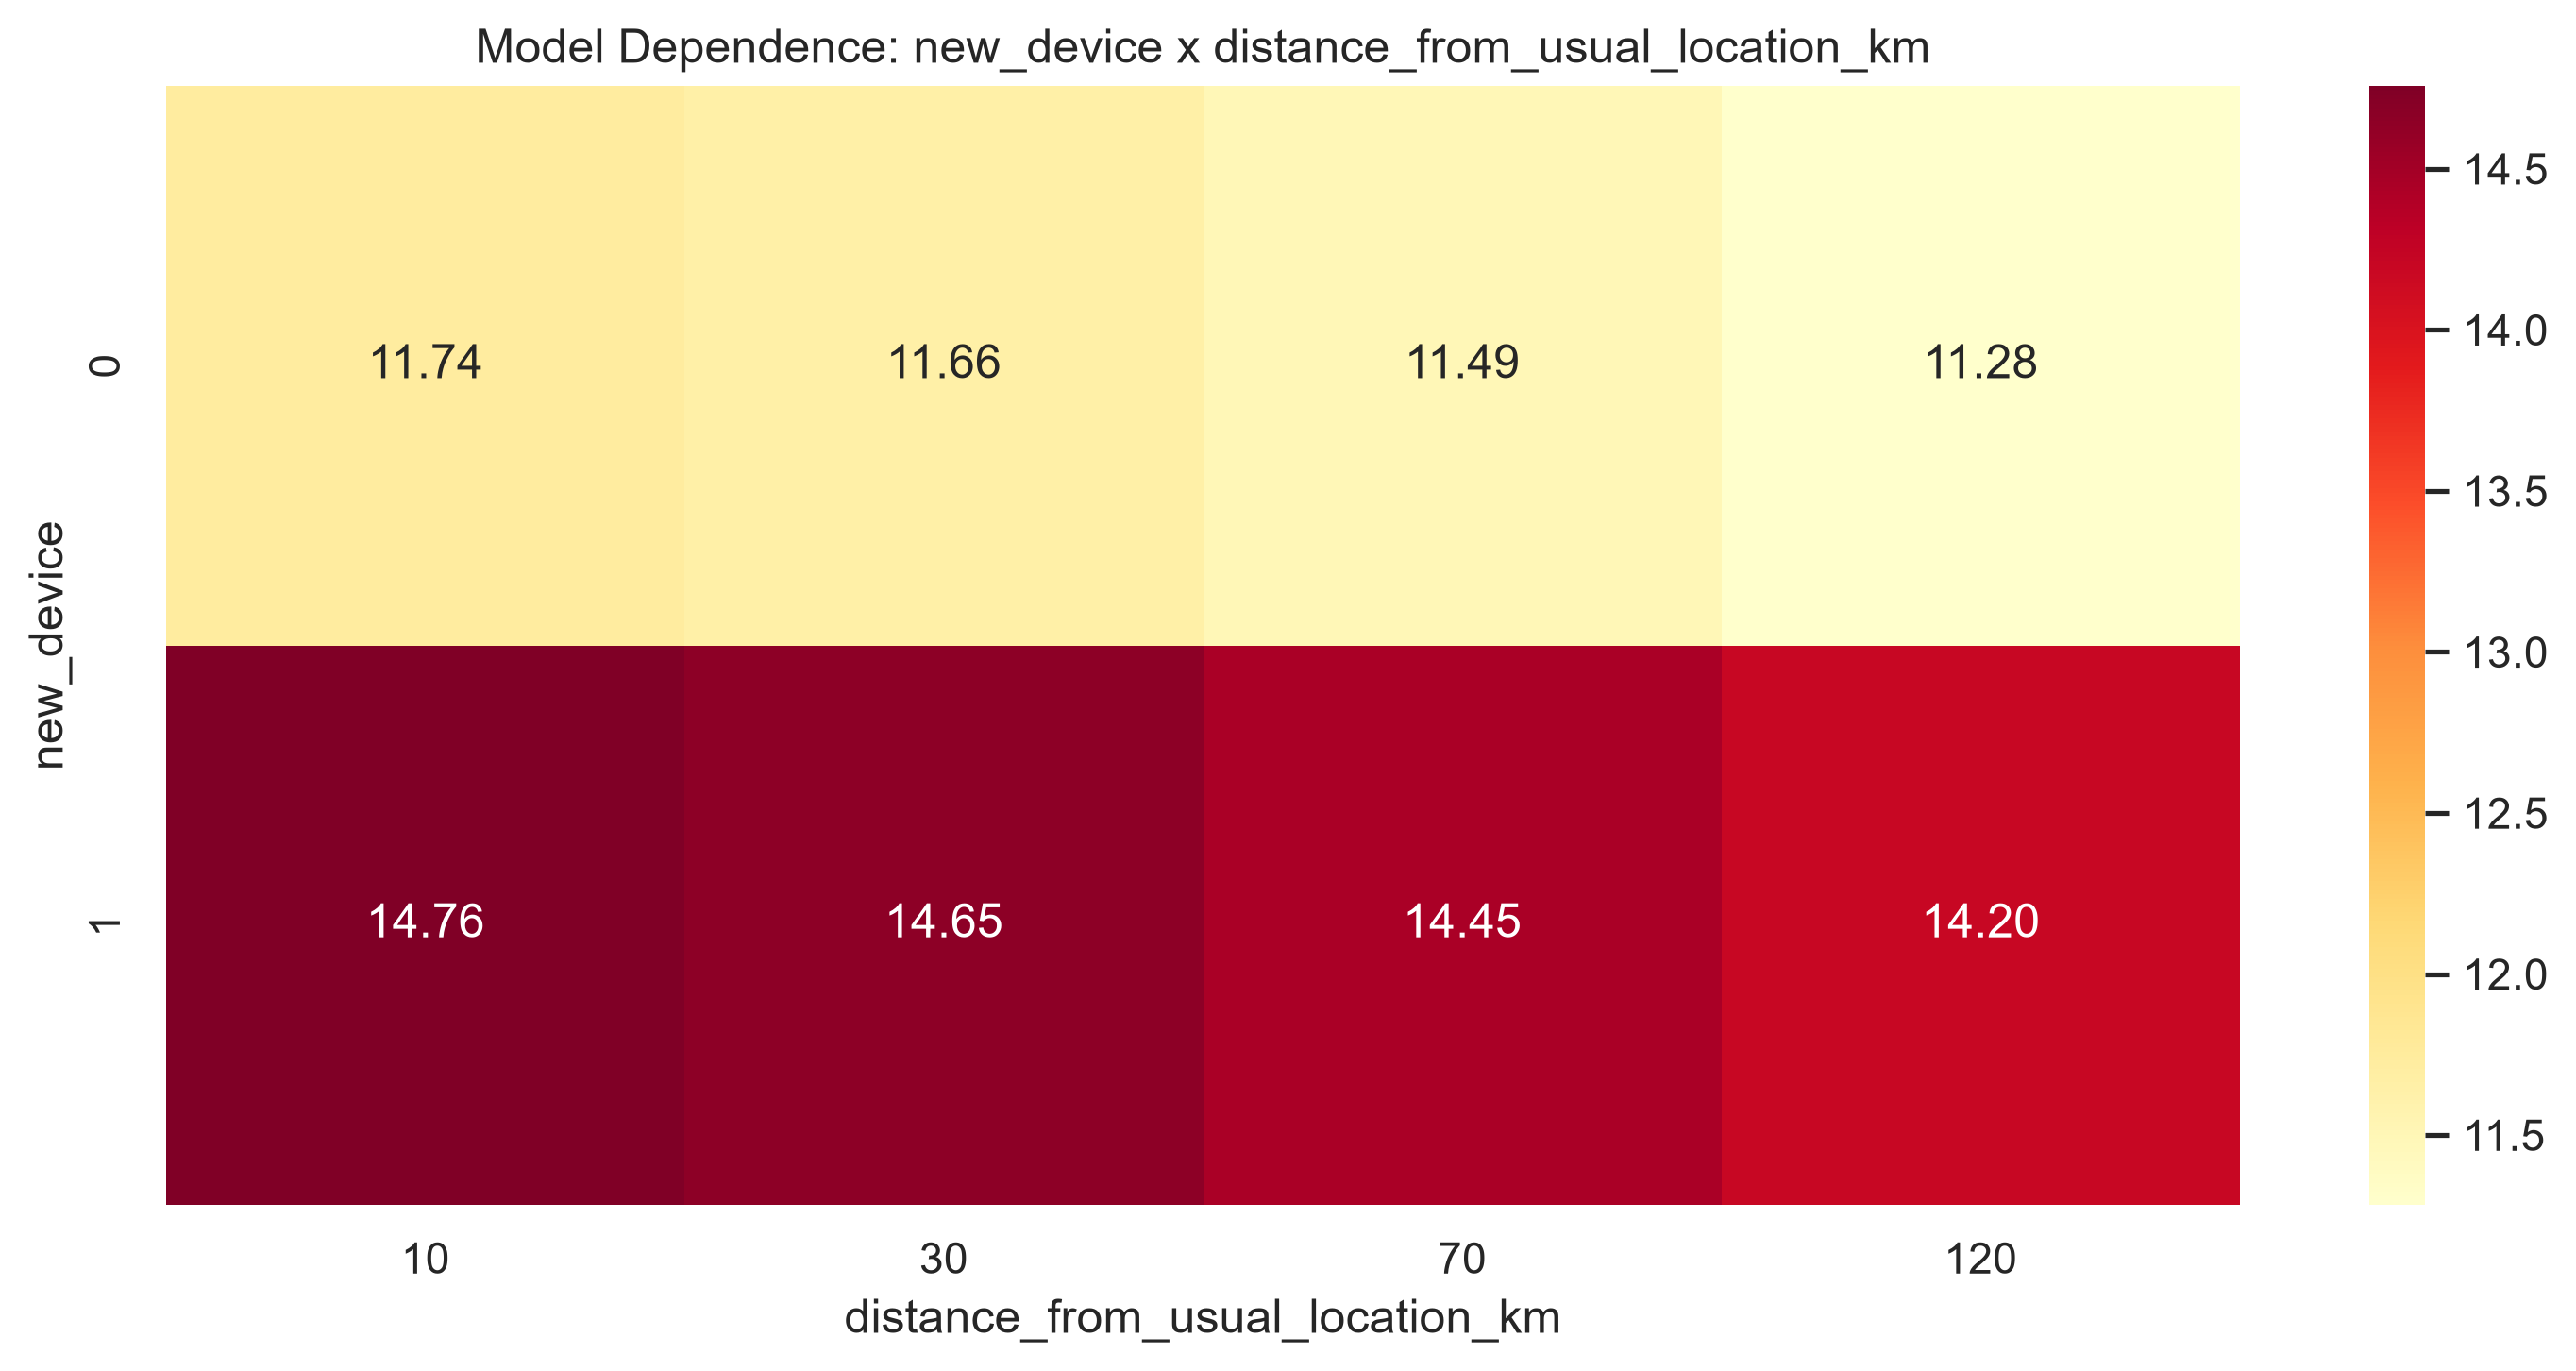 Model Dependence: new_device x distance_from_usual_location_km
new_device
0
11.74 11.66 11.49 11.28
1
14.76 14.65 14.45 14.20
10 30 70 120
distance_from_usual_location_km
14.5
14.0
13.5
13.0
12.5
12.0
11.5